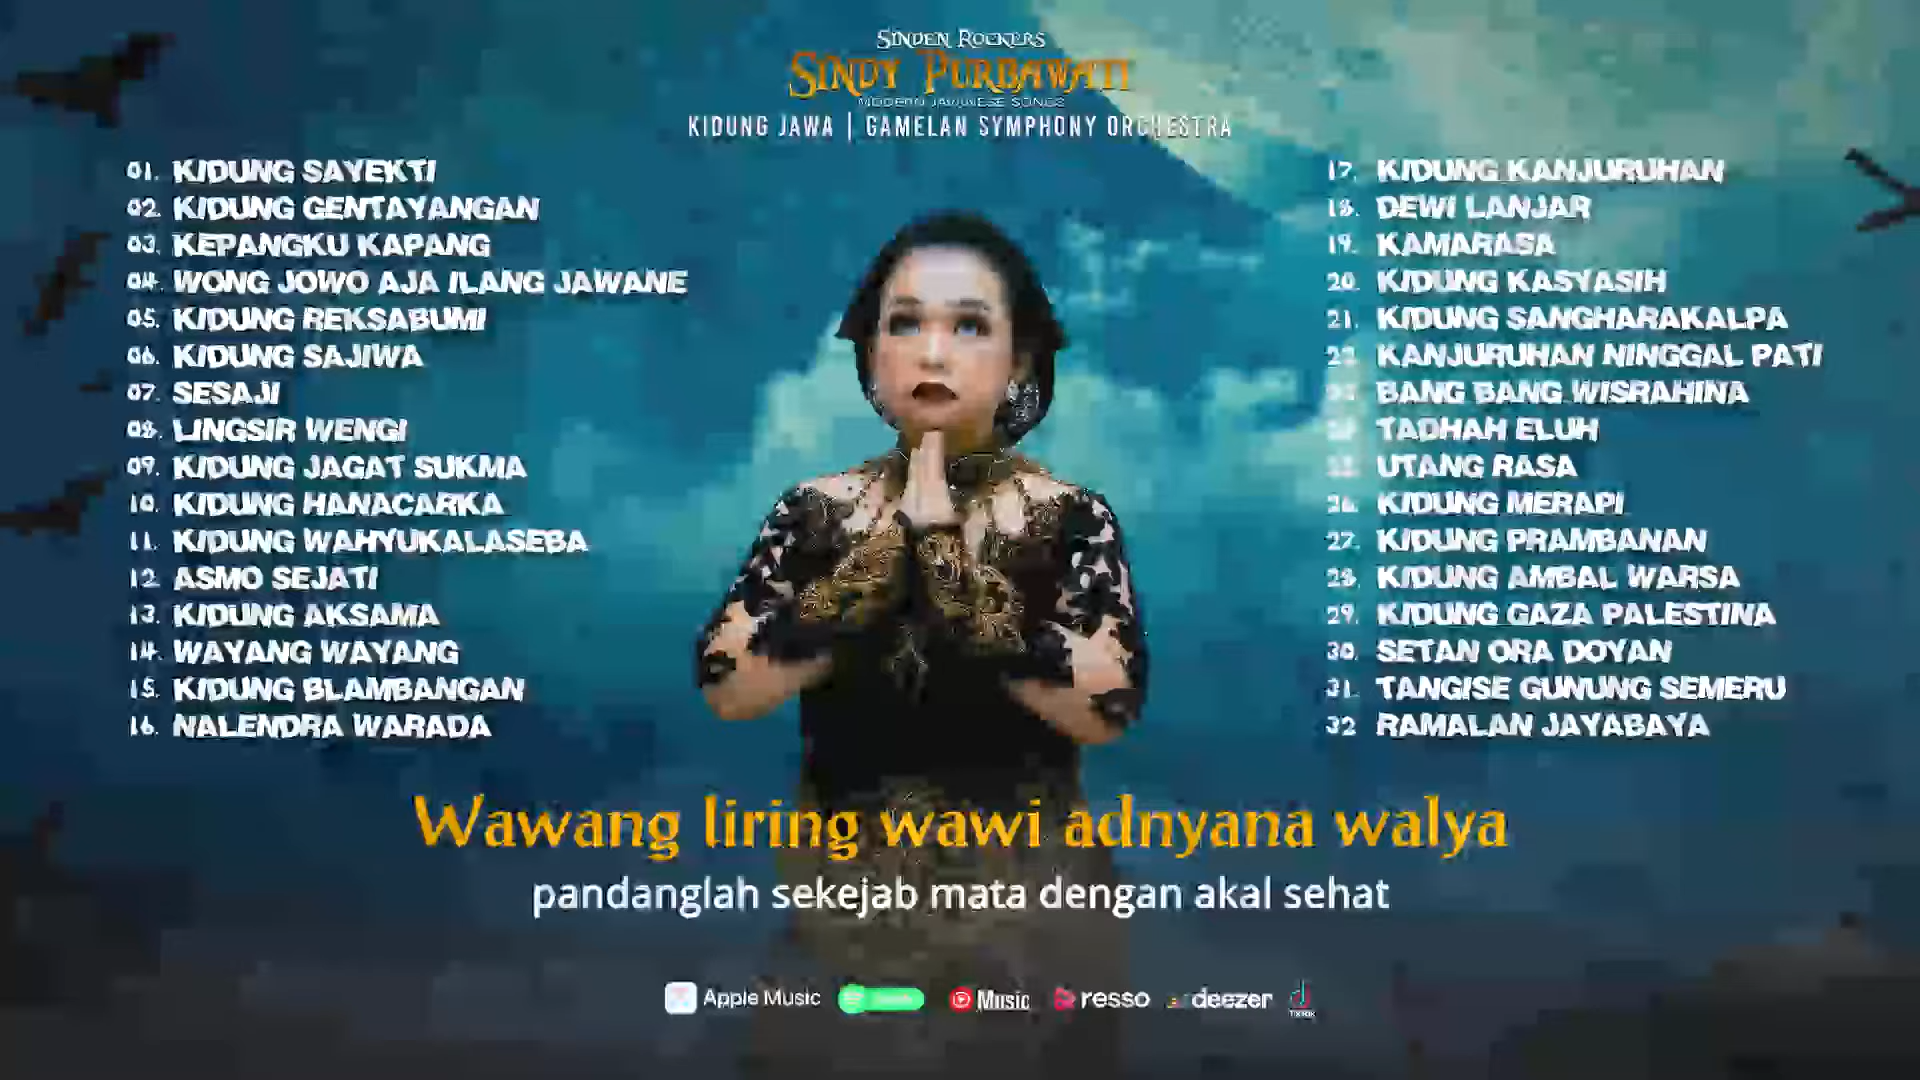 SINDEN ROCKERS
SINDY PURBAWATI
MODERN JAWANESE SONGS
KIDUNG JAWA | GAMELAN SYMPHONY ORCHESTRA
01. KIDUNG SAYEKTI
02. KIDUNG GENTAYANGAN
03. KEPANGKU KAPANG
04. WONG JOWO AJA ILANG JAWANE
05. KIDUNG REKSABUMI
06. KIDUNG SAJIWA
07. SESAJI
08. LINGSIR WENGI
09. KIDUNG JAGAT SUKMA
10. KIDUNG HANACARKA
11. KIDUNG WAHYUKALASEBA
12. ASMO SEJATI
13. KIDUNG AKSAMA
14. WAYANG WAYANG
15. KIDUNG BLAMBANGAN
16. NALENDRA WARADA
17. KIDUNG KANJURUHAN
18. DEWI LANJAR
19. KAMARASA
20. KIDUNG KASYASIH
21. KIDUNG SANGHARAKALPA
22. KANJURUHAN NINGGAL PATI
BANG BANG WISRAHINA
TADHAH ELUH
UTANG RASA
26. KIDUNG MERAPI
27. KIDUNG PRAMBANAN
28. KIDUNG AMBAL WARSA
29. KIDUNG GAZA PALESTINA
30. SETAN ORA DOYAN
31. TANGISE GUNUNG SEMERU
32 RAMALAN JAYABAYA
Wawang liring wawi adnyana walya
pandanglah sekejab mata dengan akal sehat
Apple Music
Music
resso
deezer
TikTok